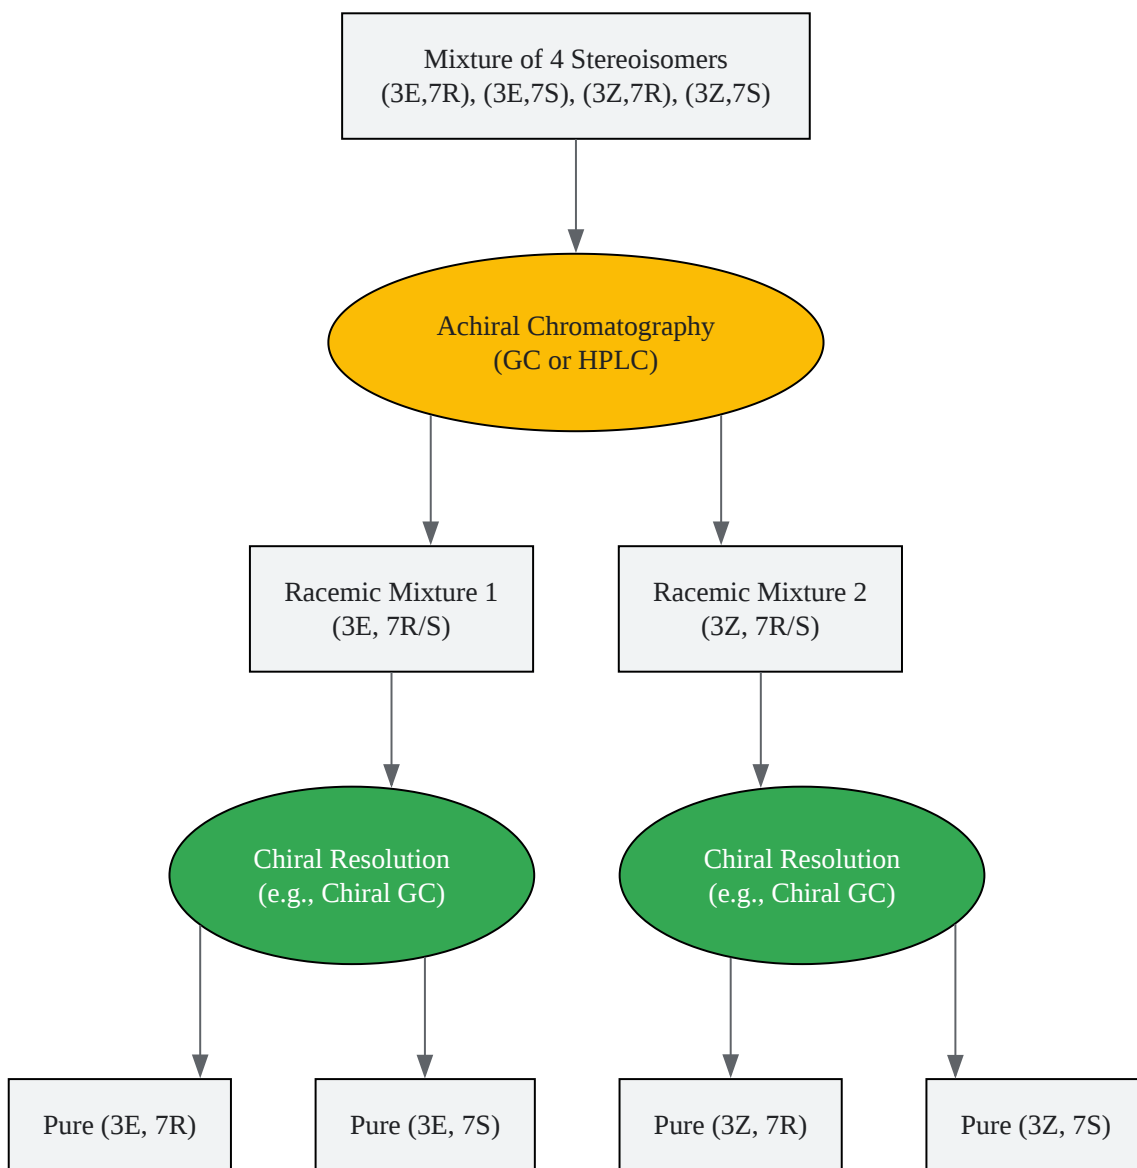 Mixture of 4 Stereoisomers
(3E,7R), (3E,7S), (3Z,7R), (3Z,7S)
Achiral Chromatography
(GC or HPLC)
Racemic Mixture 1
(3E, 7R/S)
Racemic Mixture 2
(3Z, 7R/S)
Chiral Resolution
(e.g., Chiral GC)
Chiral Resolution
(e.g., Chiral GC)
Pure (3E, 7R)
Pure (3E, 7S)
Pure (3Z, 7R)
Pure (3Z, 7S)